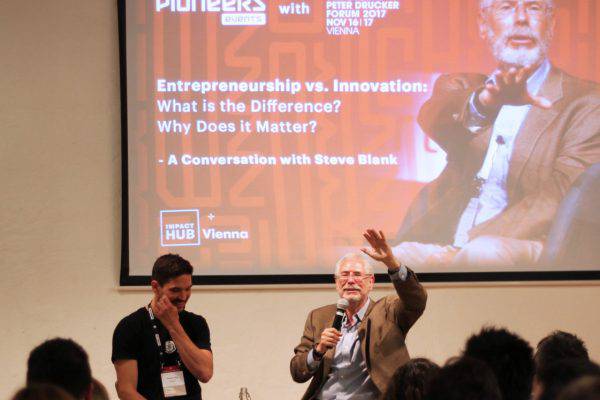 Pioneers
events
with
PETER DRUCKER
FORUM 2017
NOV 16|17
VIENNA
Entrepreneurship vs. Innovation:
What is the Difference?
Why Does it Matter?
- A Conversation with Steve Blank
IMPACT
HUB
+
Vienna